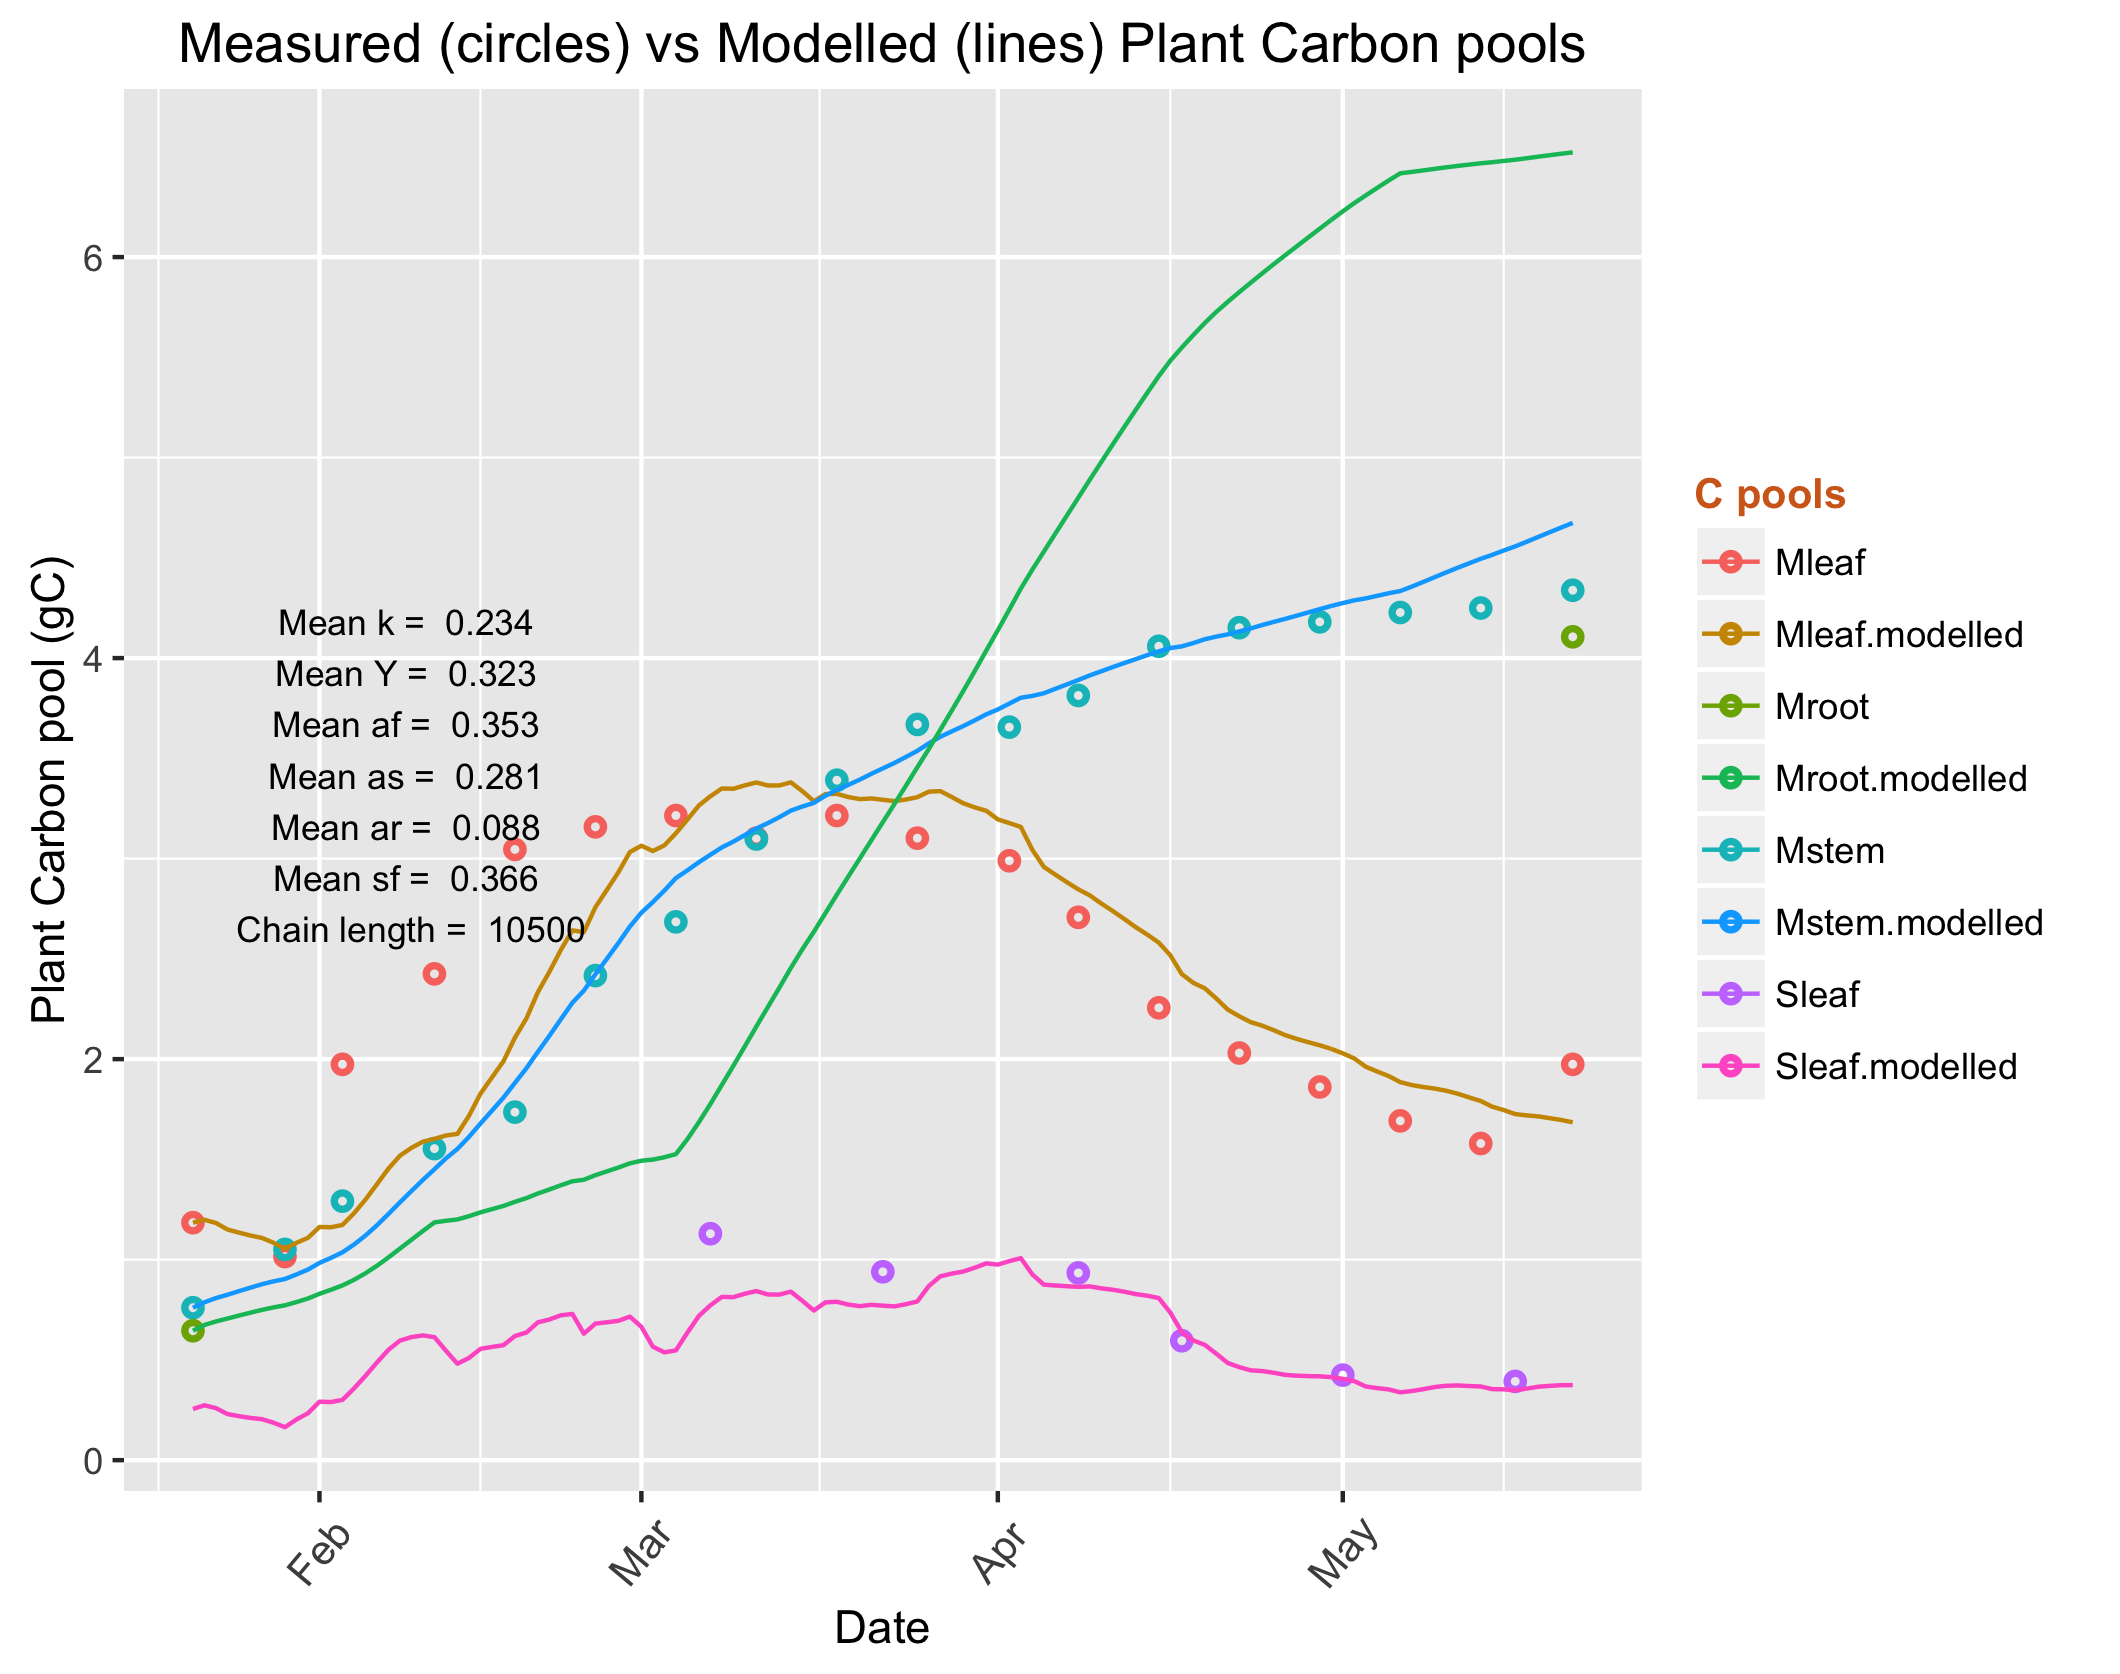 Measured (circles) vs Modelled (lines) Plant Carbon pools
Plant Carbon pool (gC)
6
4
2
0
Mean k = 0.234
Mean Y = 0.323
Mean af = 0.353
Mean as = 0.281
Mean ar = 0.088
Mean sf = 0.366
Chain length = 10500
Feb
Mar
Apr
May
Date
C pools
Mleaf
Mleaf.modelled
Mroot
Mroot.modelled
Mstem
Mstem.modelled
Sleaf
Sleaf.modelled